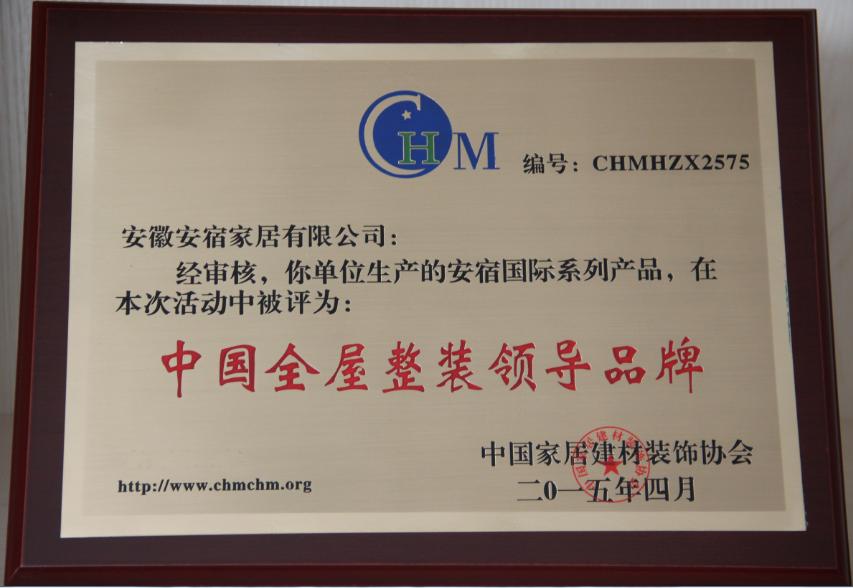 CHM
编号：CHMHZX2575
安徽安宿家居有限公司：
经审核，你单位生产的安宿国际系列产品，在
本次活动中被评为：
中国全屋整装领导品牌
中国家居建材装饰协会
http://www.chmchm.org
二0一五年四月